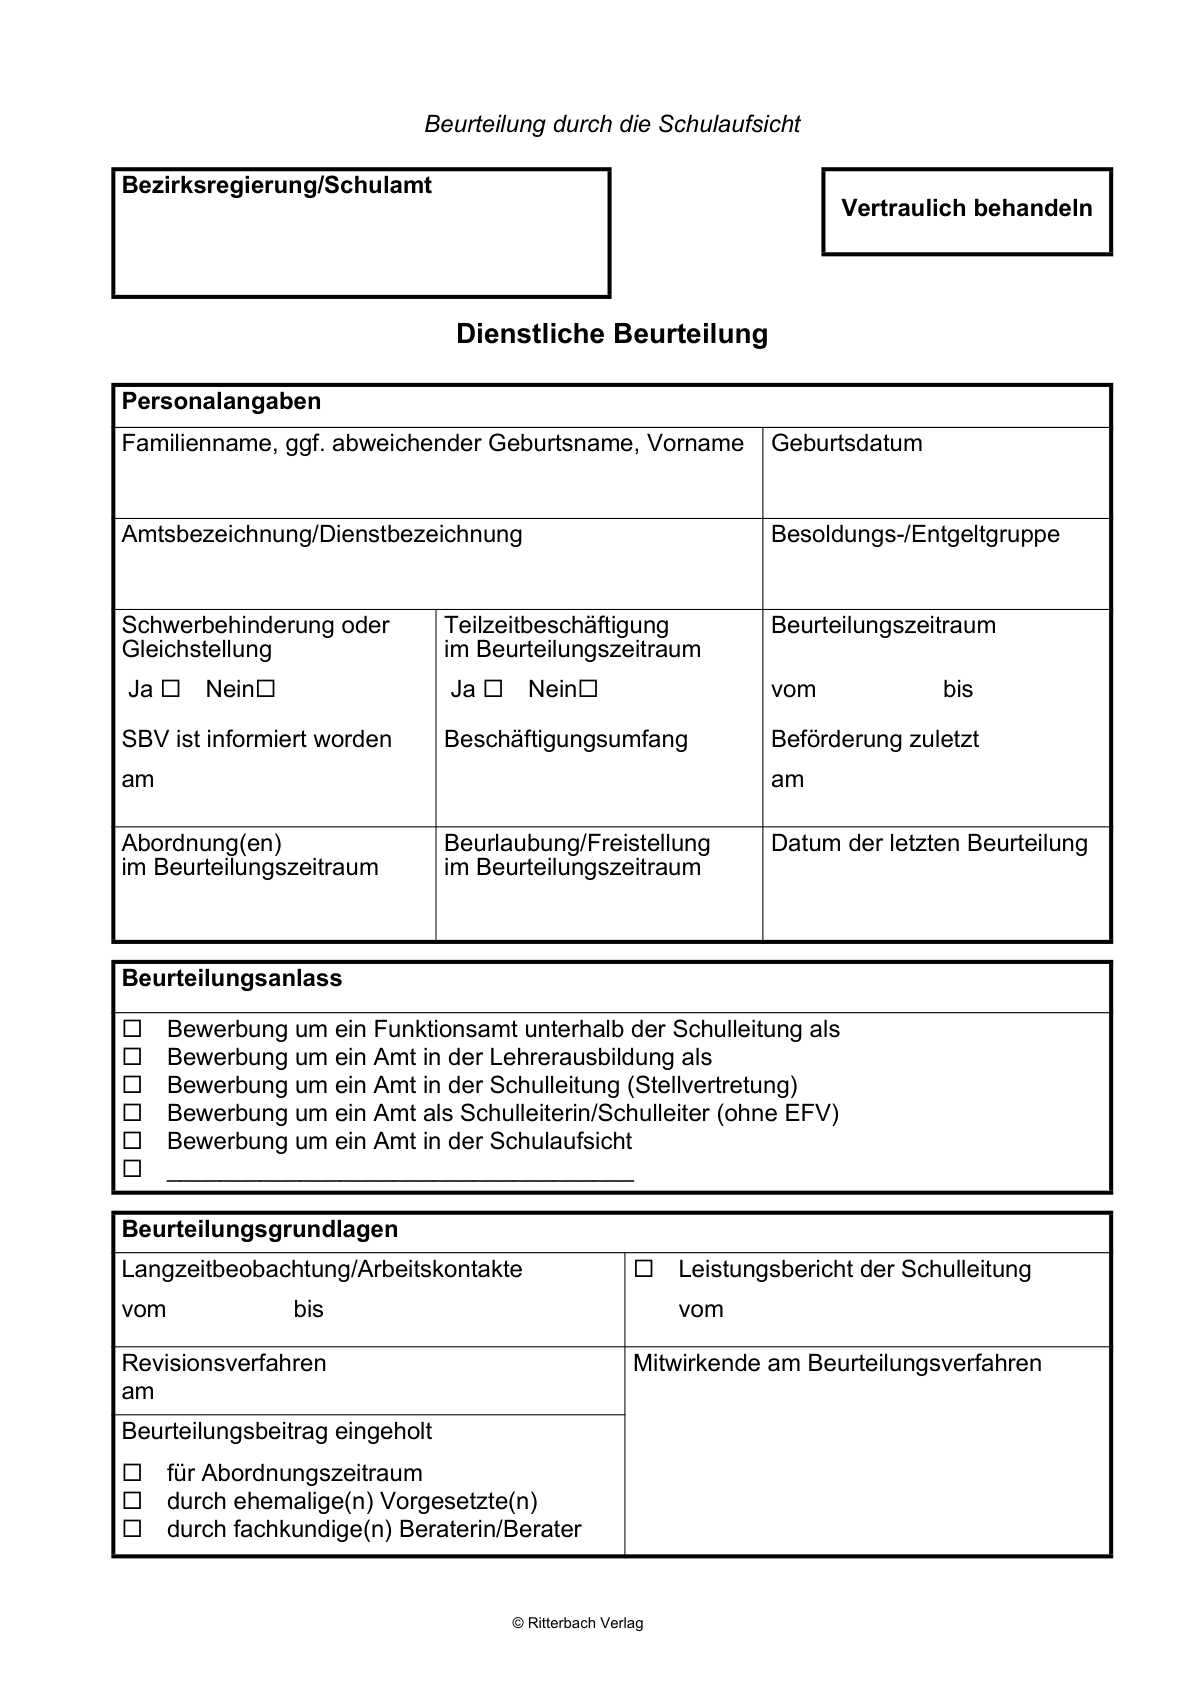 Beurteilung durch die Schulaufsicht
Bezirksregierung/Schulamt
Vertraulich behandeln
Dienstliche Beurteilung
Personalangaben
Familienname, ggf. abweichender Geburtsname, Vorname
Geburtsdatum
Amtsbezeichnung/Dienstbezeichnung
Besoldungs-/Entgeltgruppe
Schwerbehinderung oder
Gleichstellung
Ja ☐ Nein☐
SBV ist informiert worden
am
Teilzeitbeschäftigung
im Beurteilungszeitraum
Ja ☐ Nein☐
Beschäftigungsumfang
Beurteilungszeitraum
vom bis
Beförderung zuletzt
am
Abordnung(en)
im Beurteilungszeitraum
Beurlaubung/Freistellung
im Beurteilungszeitraum
Datum der letzten Beurteilung
Beurteilungsanlass
☐ Bewerbung um ein Funktionsamt unterhalb der Schulleitung als
☐ Bewerbung um ein Amt in der Lehrerausbildung als
☐ Bewerbung um ein Amt in der Schulleitung (Stellvertretung)
☐ Bewerbung um ein Amt als Schulleiterin/Schulleiter (ohne EFV)
☐ Bewerbung um ein Amt in der Schulaufsicht
☐ ___________________________________
Beurteilungsgrundlagen
Langzeitbeobachtung/Arbeitskontakte
vom bis
☐ Leistungsbericht der Schulleitung
vom
Revisionsverfahren
am
Mitwirkende am Beurteilungsverfahren
Beurteilungsbeitrag eingeholt
☐ für Abordnungszeitraum
☐ durch ehemalige(n) Vorgesetzte(n)
☐ durch fachkundige(n) Beraterin/Berater
© Ritterbach Verlag